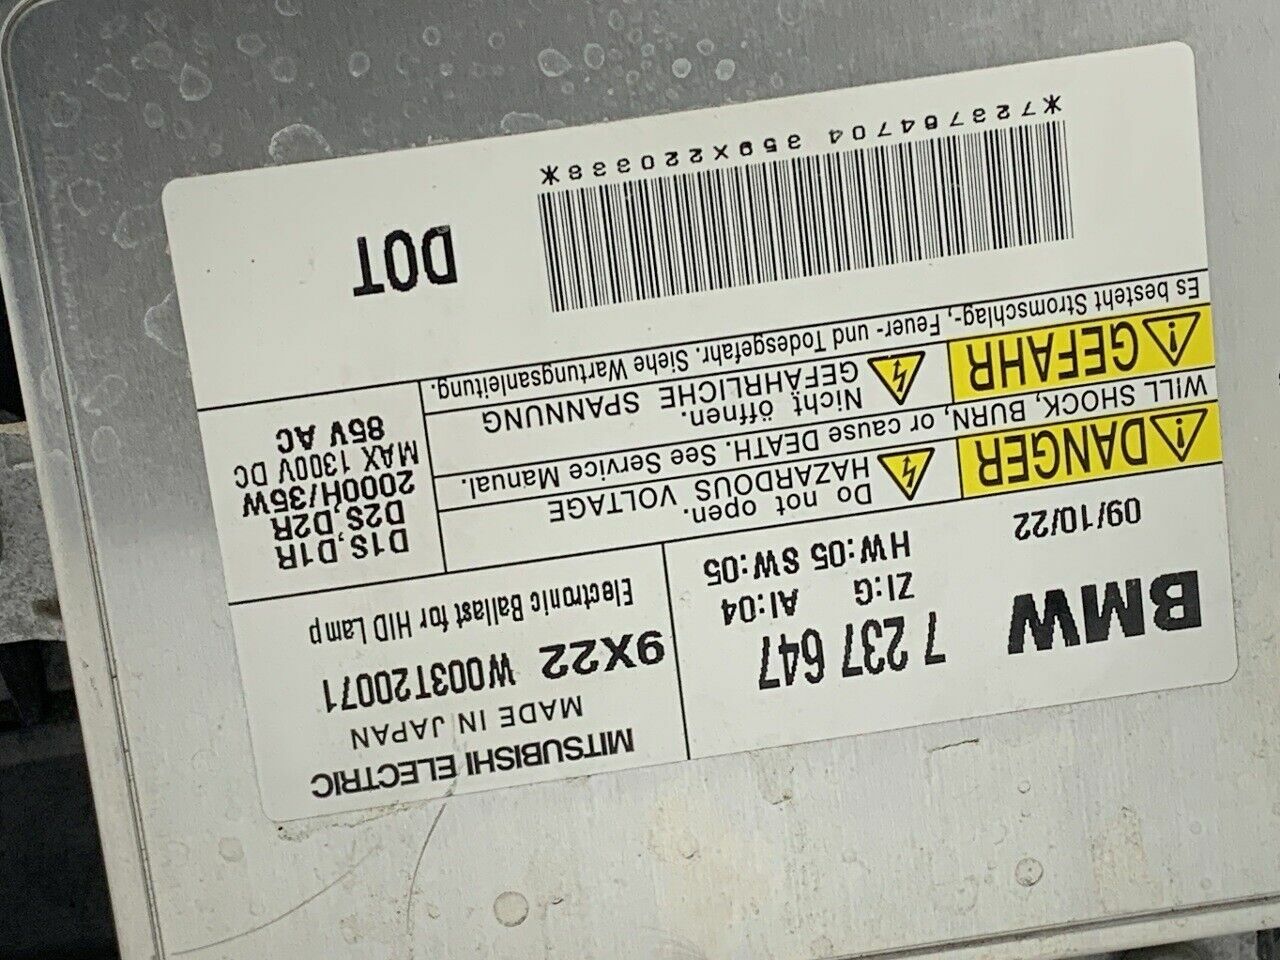 BMW
7 237 647
ZI:G AI:04
09/10/22 HW:05 SW:05
MITSUBISHI ELECTRIC
MADE IN JAPAN
9X22 W003T20071
Electronic Ballast for HID Lamp
DANGER
Do not open.
HAZARDOUS VOLTAGE
WILL SHOCK, BURN, or cause DEATH. See Service Manual.
GEFAHR
Nicht öffnen.
GEFÄHRLICHE SPANNUNG
Es besteht Stromschlag-, Feuer- und Todesgefahr. Siehe Wartungsanleitung.
D1S,D1R
D2S,D2R
2000H/35W
MAX 1300V DC
85V AC
*723764704
DOT